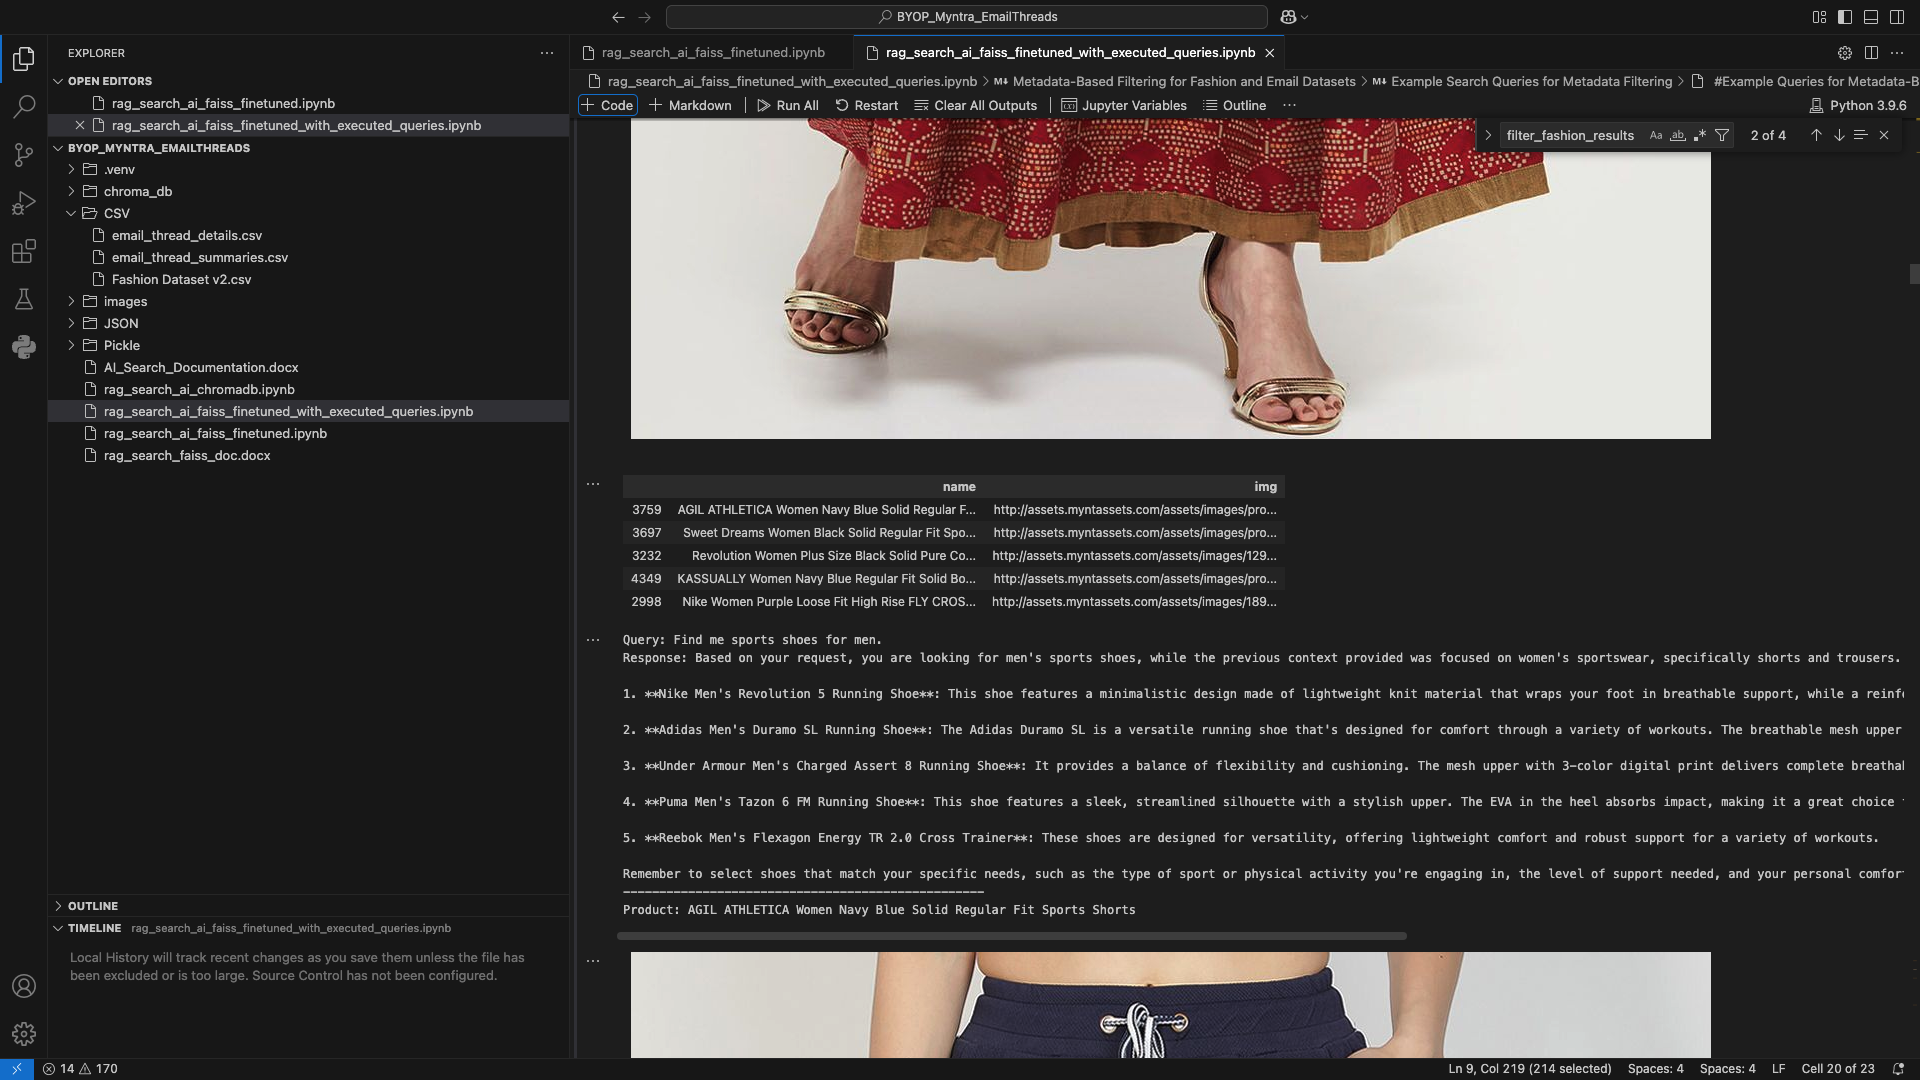 BYOP_Myntra_EmailThreads
EXPLORER
OPEN EDITORS
rag_search_ai_faiss_finetuned.ipynb
rag_search_ai_faiss_finetuned_with_executed_queries.ipynb
BYOP_MYNTRA_EMAILTHREADS
.venv
chroma_db
CSV
email_thread_details.csv
email_thread_summaries.csv
Fashion Dataset v2.csv
images
JSON
Pickle
AI_Search_Documentation.docx
rag_search_ai_chromadb.ipynb
rag_search_ai_faiss_finetuned_with_executed_queries.ipynb
rag_search_ai_faiss_finetuned.ipynb
rag_search_faiss_doc.docx
OUTLINE
TIMELINE rag_search_ai_faiss_finetuned_with_executed_queries.ipynb
Local History will track recent changes as you save them unless the file has
been excluded or is too large. Source Control has not been configured.
rag_search_ai_faiss_finetuned.ipynb rag_search_ai_faiss_finetuned_with_executed_queries.ipynb
rag_search_ai_faiss_finetuned_with_executed_queries.ipynb > M↓ Metadata-Based Filtering for Fashion and Email Datasets > M↓ Example Search Queries for Metadata Filtering > #Example Queries for Metadata-B
+ Code + Markdown Run All Restart Clear All Outputs Jupyter Variables Outline ... Python 3.9.6
filter_fashion_results Aa ab .* 2 of 4
name img
3759 AGIL ATHLETICA Women Navy Blue Solid Regular F... http://assets.myntassets.com/assets/images/pro...
3697 Sweet Dreams Women Black Solid Regular Fit Spo... http://assets.myntassets.com/assets/images/pro...
3232 Revolution Women Plus Size Black Solid Pure Co... http://assets.myntassets.com/assets/images/129...
4349 KASSUALLY Women Navy Blue Regular Fit Solid Bo... http://assets.myntassets.com/assets/images/pro...
2998 Nike Women Purple Loose Fit High Rise FLY CROS... http://assets.myntassets.com/assets/images/189...
Query: Find me sports shoes for men.
Response: Based on your request, you are looking for men's sports shoes, while the previous context provided was focused on women's sportswear, specifically shorts and trousers.
1. **Nike Men's Revolution 5 Running Shoe**: This shoe features a minimalistic design made of lightweight knit material that wraps your foot in breathable support, while a reinf
2. **Adidas Men's Duramo SL Running Shoe**: The Adidas Duramo SL is a versatile running shoe that's designed for comfort through a variety of workouts. The breathable mesh upper
3. **Under Armour Men's Charged Assert 8 Running Shoe**: It provides a balance of flexibility and cushioning. The mesh upper with 3-color digital print delivers complete breathal
4. **Puma Men's Tazon 6 FM Running Shoe**: This shoe features a sleek, streamlined silhouette with a stylish upper. The EVA in the heel absorbs impact, making it a great choice
5. **Reebok Men's Flexagon Energy TR 2.0 Cross Trainer**: These shoes are designed for versatility, offering lightweight comfort and robust support for a variety of workouts.
Remember to select shoes that match your specific needs, such as the type of sport or physical activity you're engaging in, the level of support needed, and your personal comfor
--------------------------------------------------
Product: AGIL ATHLETICA Women Navy Blue Solid Regular Fit Sports Shorts
14 170 Ln 9, Col 219 (214 selected) Spaces: 4 Spaces: 4 LF Cell 20 of 23